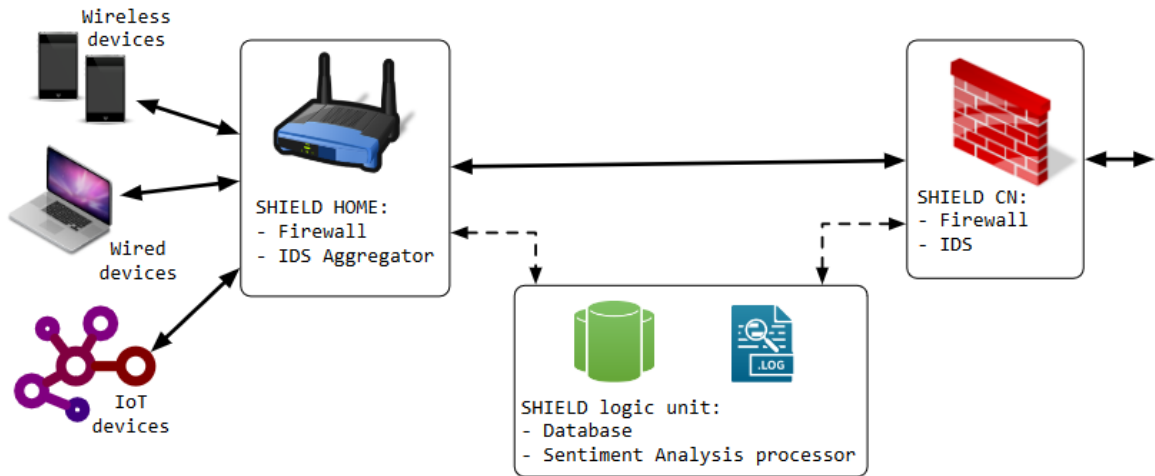 Wireless
devices
SHIELD HOME:
- Firewall
- IDS Aggregator
SHIELD CN:
- Firewall
- IDS
Wired
devices
IoT
devices
.LOG
SHIELD logic unit:
- Database
- Sentiment Analysis processor